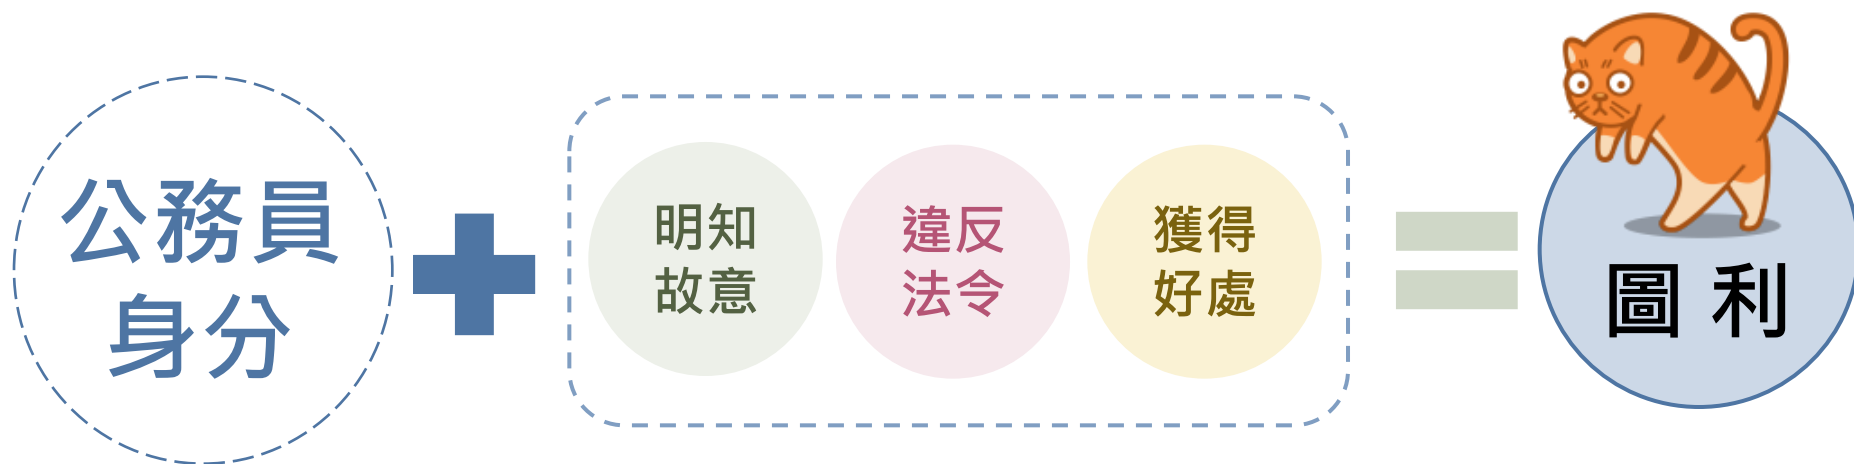 公務員
身分
明知
故意
違反
法令
獲得
好處
圖利